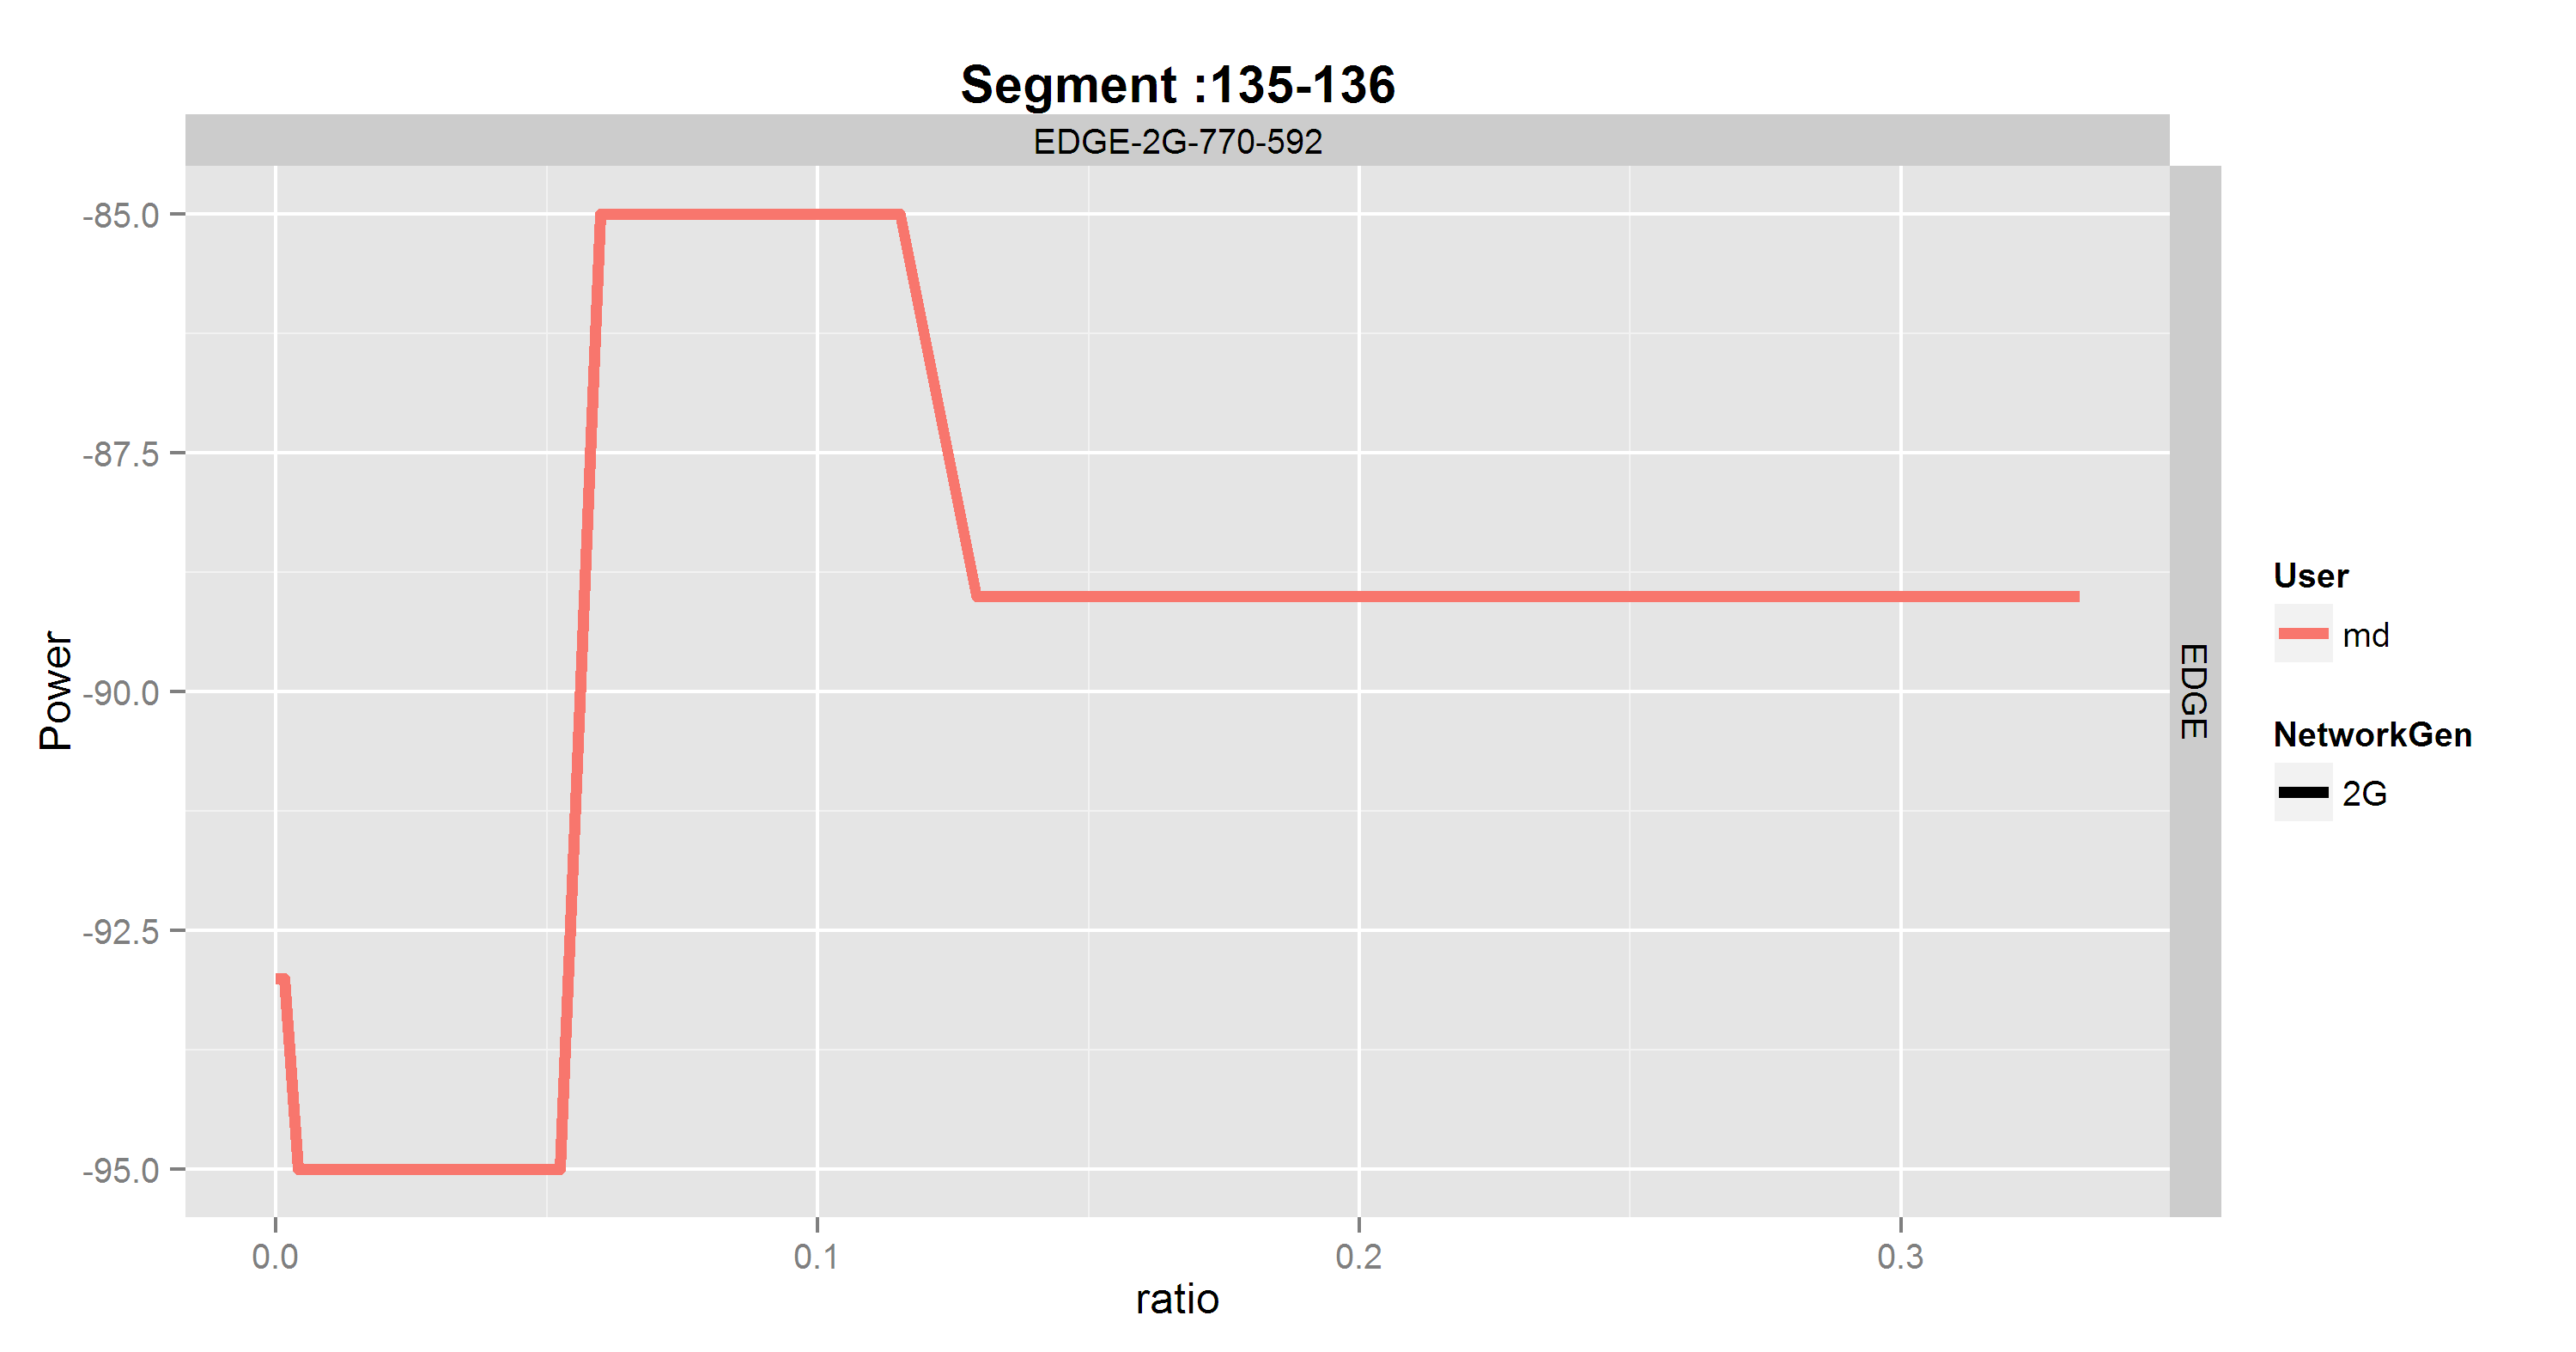 Segment :135-136
EDGE-2G-770-592
-85.0
-87.5
-90.0
-92.5
-95.0
Power
0.0 0.1 0.2 0.3
ratio
EDGE
User
md
NetworkGen
2G